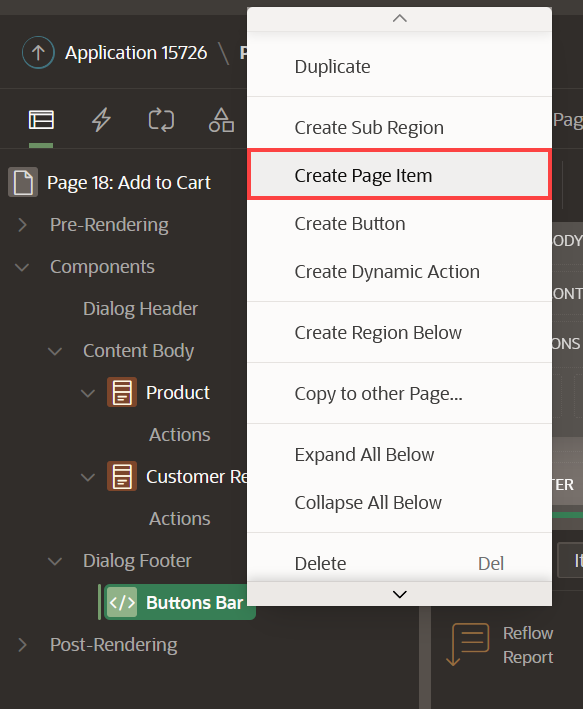 Application 15726 \
Duplicate
Create Sub Region
Create Page Item
Create Button
Create Dynamic Action
Create Region Below
Copy to other Page...
Expand All Below
Collapse All Below
Delete Del
Page 18: Add to Cart
Pre-Rendering
Components
Dialog Header
Content Body
Product
Actions
Customer Re
Actions
Dialog Footer
</> Buttons Bar
Post-Rendering
Pag
ODY
ONT
ONS
TER
It
Reflow
Report